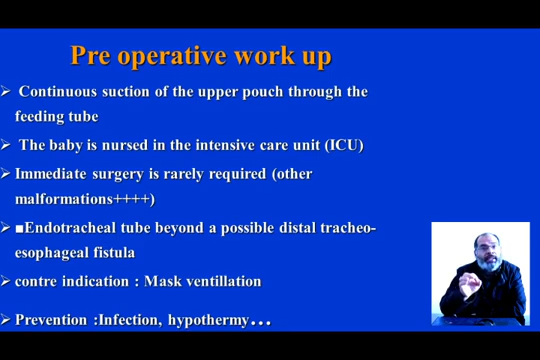 Pre operative work up
➢ Continuous suction of the upper pouch through the
feeding tube
➢ The baby is nursed in the intensive care unit (ICU)
➢ Immediate surgery is rarely required (other
malformations++++)
➢ ■Endotracheal tube beyond a possible distal tracheo-
esophageal fistula
➢ contre indication : Mask ventillation
➢ Prevention :Infection, hypothermy…